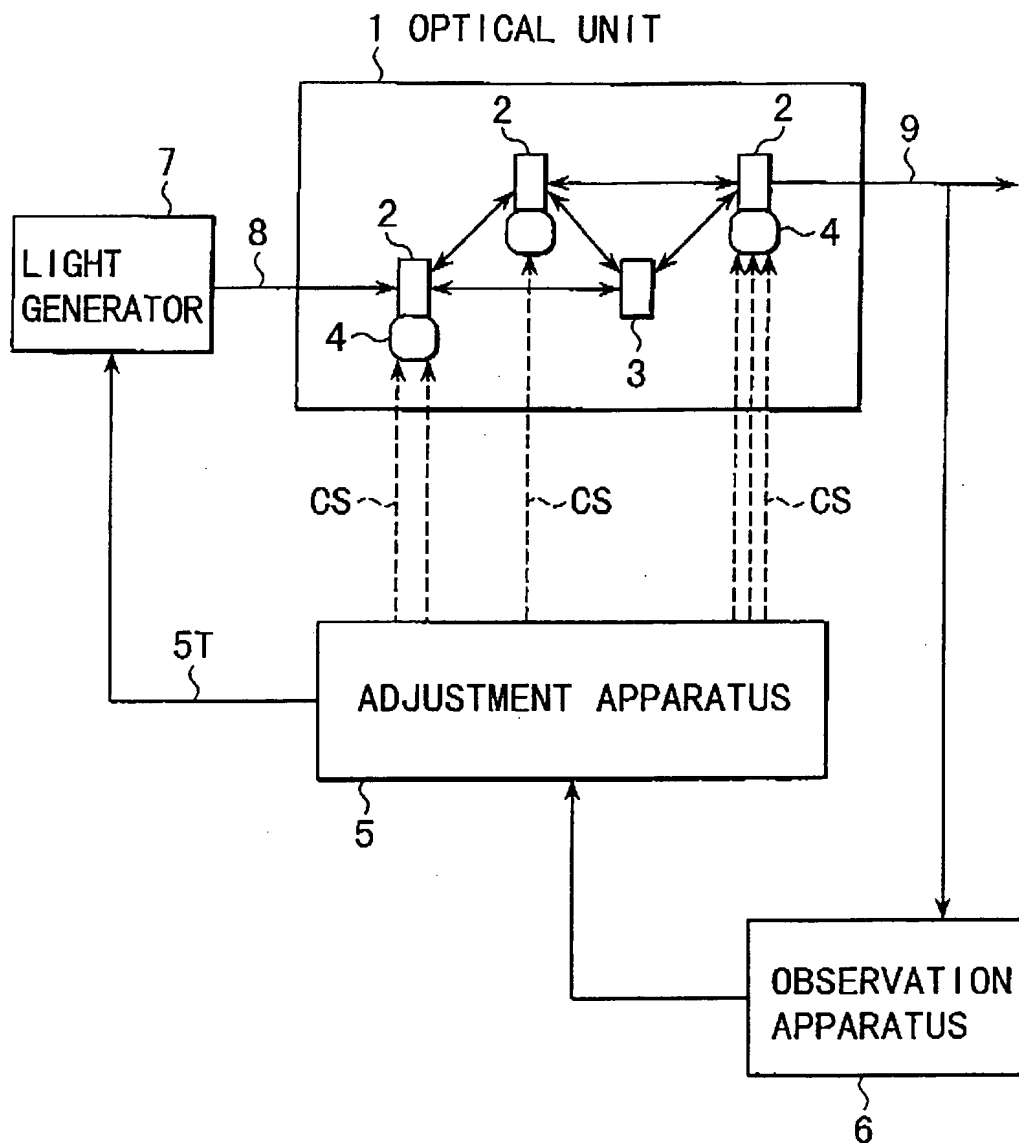 1 OPTICAL UNIT
2
2
9
7
2
8
LIGHT
GENERATOR
4
4
3
CS
CS
CS
5T
ADJUSTMENT APPARATUS
5
OBSERVATION
APPARATUS
6